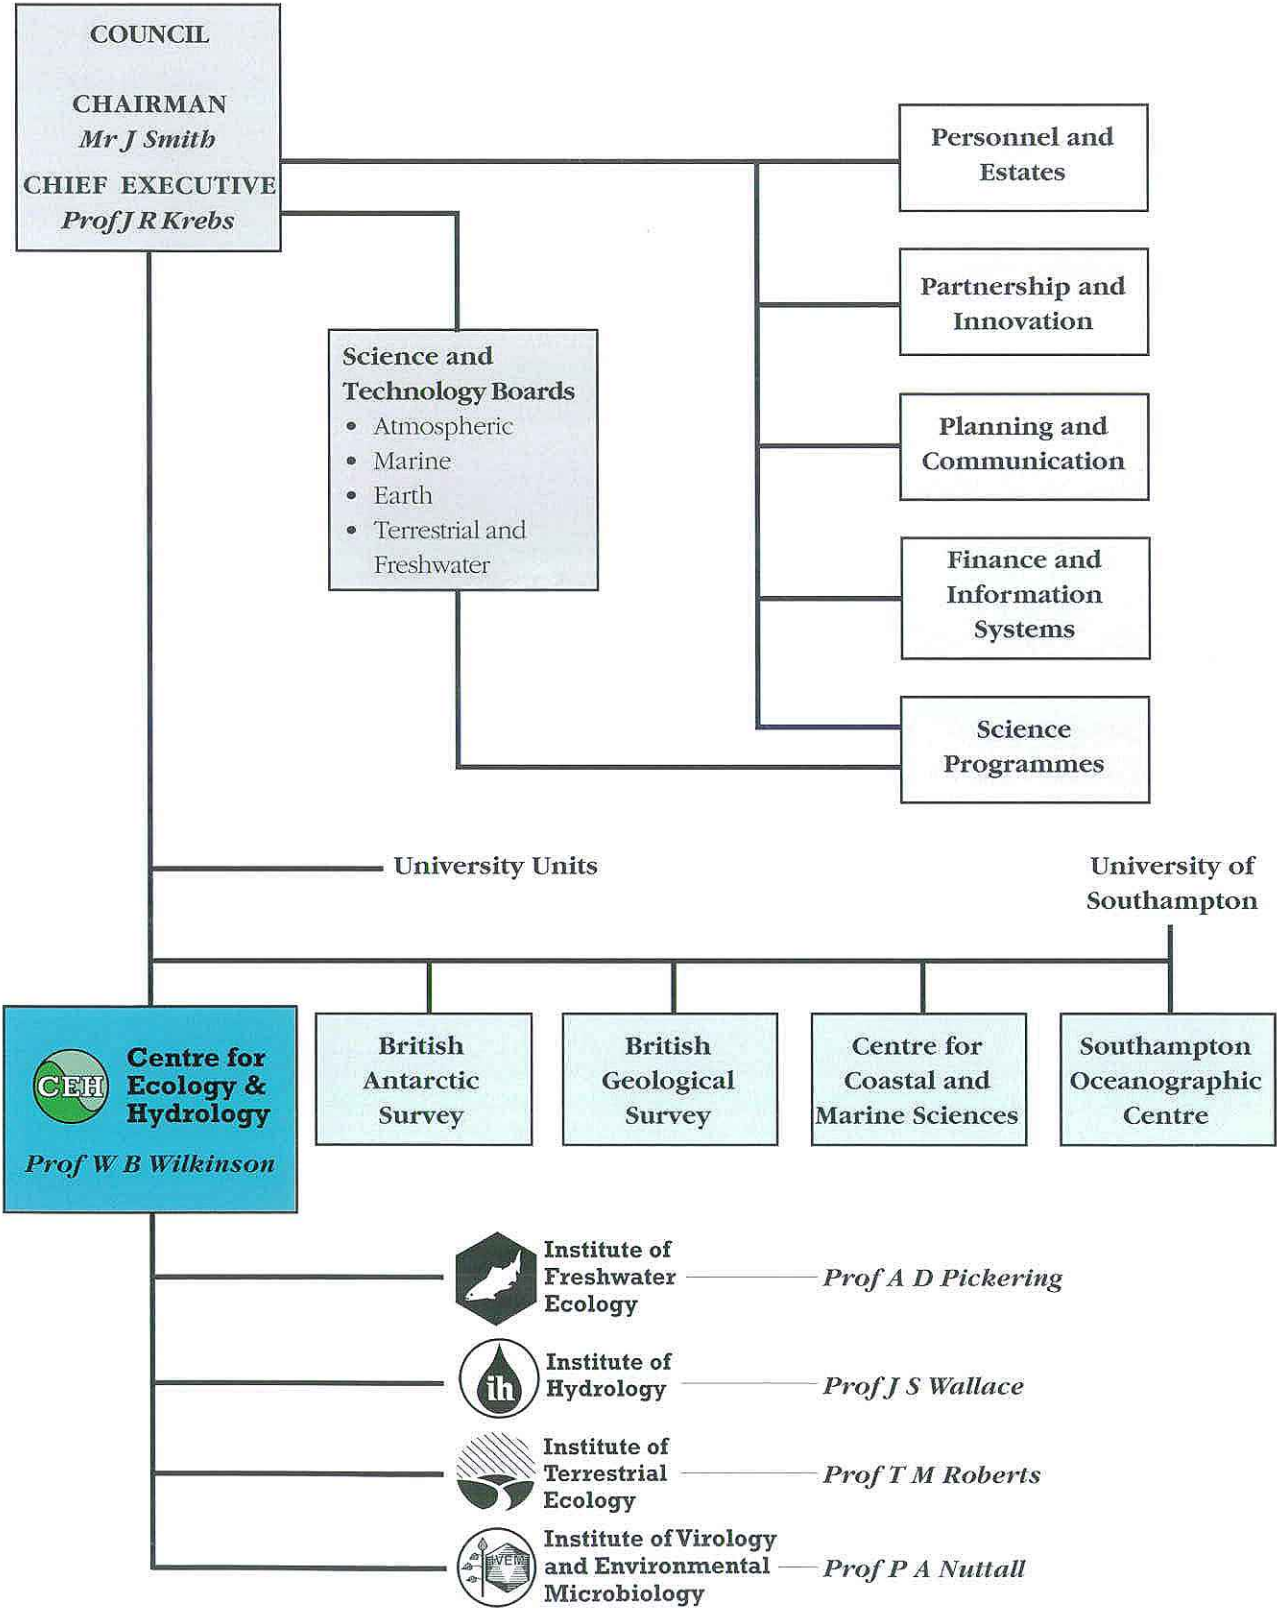 COUNCIL
CHAIRMAN
Mr J Smith
CHIEF EXECUTIVE
Prof J R Krebs
Personnel and
Estates
Partnership and
Innovation
Science and
Technology Boards
• Atmospheric
• Marine
• Earth
• Terrestrial and
Freshwater
Planning and
Communication
Finance and
Information
Systems
Science
Programmes
University Units
University of
Southampton
CEH
Centre for
Ecology &
Hydrology
Prof W B Wilkinson
British
Antarctic
Survey
British
Geological
Survey
Centre for
Coastal and
Marine Sciences
Southampton
Oceanographic
Centre
Institute of
Freshwater
Ecology
Prof A D Pickering
ih
Institute of
Hydrology
Prof J S Wallace
Institute of
Terrestrial
Ecology
Prof T M Roberts
IVEM
Institute of Virology
and Environmental
Microbiology
Prof P A Nuttall